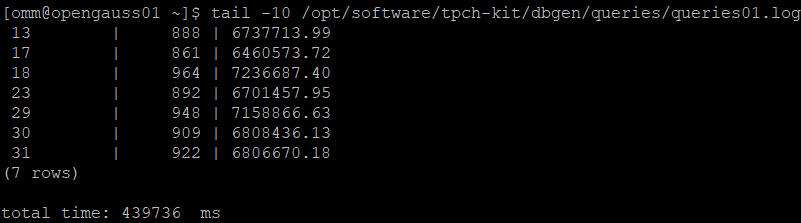 [omm@opengauss01 ~]$ tail -10 /opt/software/tpch-kit/dbgen/queries/queries01.log
 13        |     888 | 6737713.99
 17        |     861 | 6460573.72
 18        |     964 | 7236687.40
 23        |     892 | 6701457.95
 29        |     948 | 7158866.63
 30        |     909 | 6808436.13
 31        |     922 | 6806670.18
(7 rows)

total time: 439736  ms